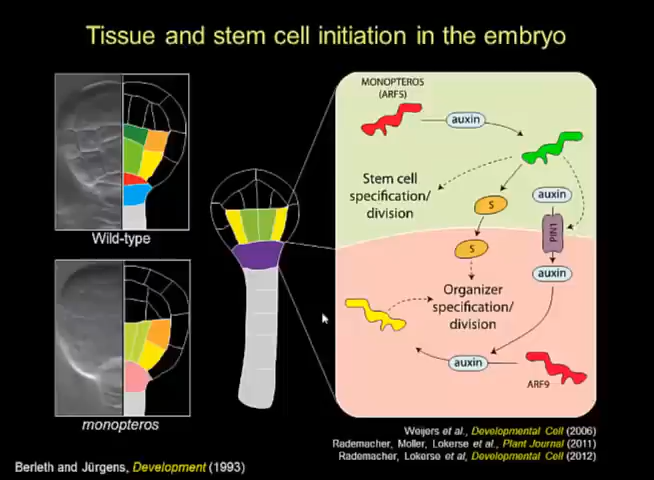 Tissue and stem cell initiation in the embryo
MONOPTEROS
(ARF5)
auxin
Stem cell
specification/
division
S
auxin
PIN1
S
auxin
Organizer
specification/
division
auxin
ARF9
Wild-type
monopteros
Weijers et al., Developmental Cell (2006)
Rademacher, Moller, Lokerse et al., Plant Journal (2011)
Rademacher, Lokerse et al, Developmental Cell (2012)
Berleth and Jürgens, Development (1993)